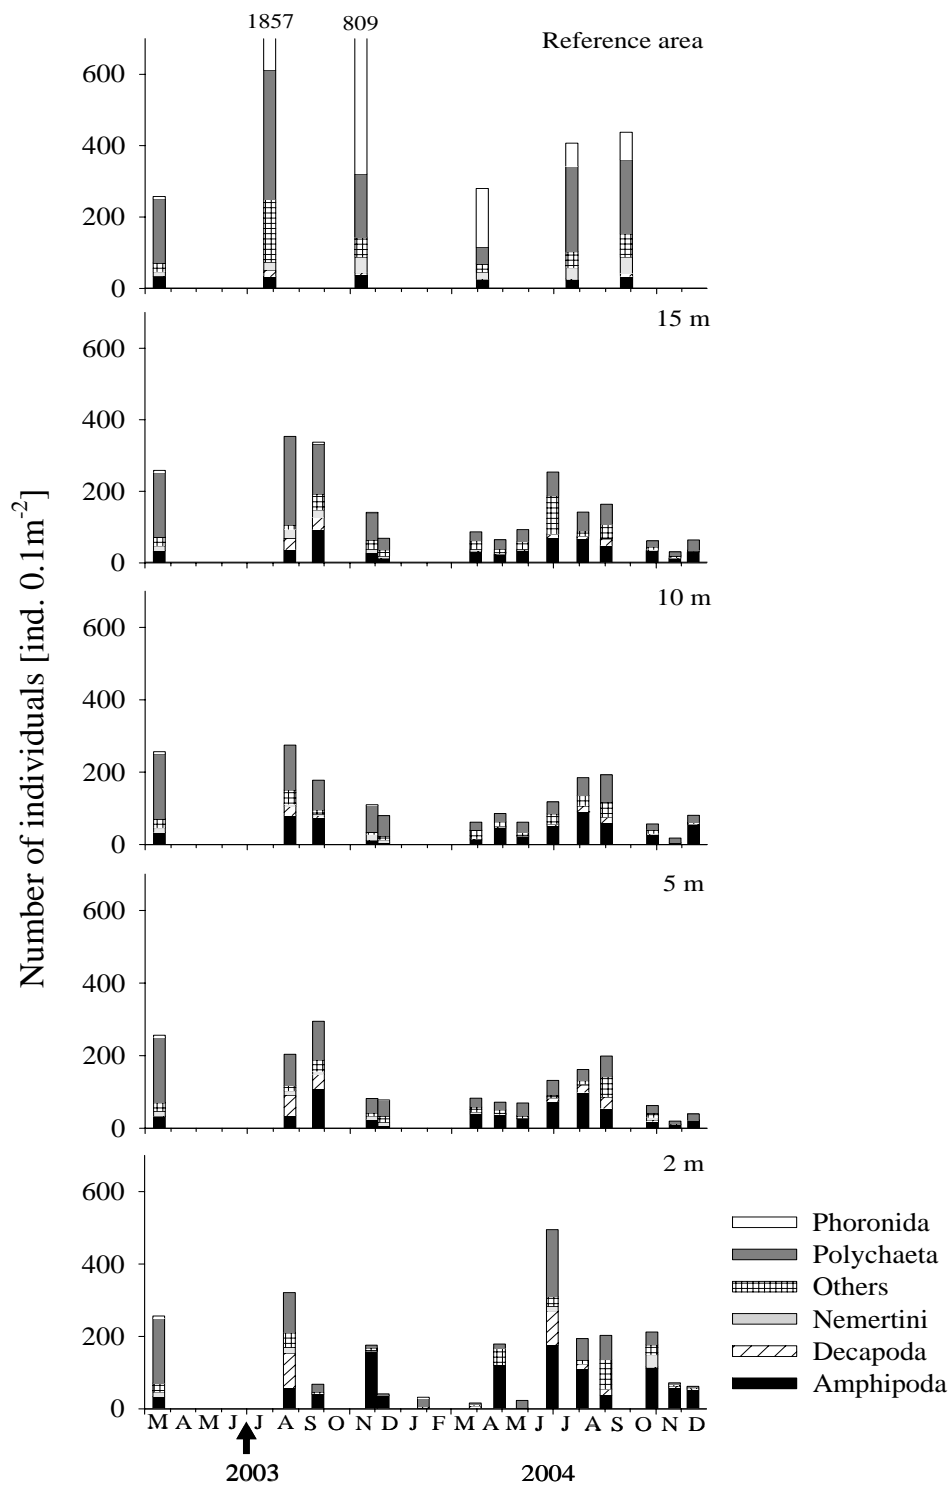 1857 809
Reference area
600
400
200
0
15 m
600
400
200
0
10 m
600
400
200
0
5 m
600
400
200
0
2 m
600
400
200
0
Number of individuals [ind. 0.1m-2]
Phoronida
Polychaeta
Others
Nemertini
Decapoda
Amphipoda
M A M J J A S O N D J F M A M J J A S O N D
2003 2004